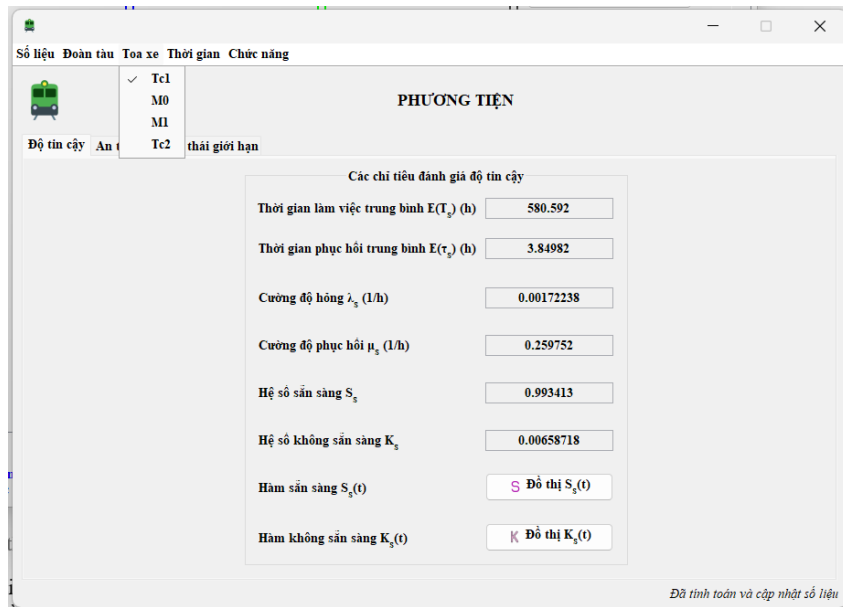 Số liệu Đoàn tàu Toa xe Thời gian Chức năng
✓ Tc1
M0
M1
Tc2
PHƯƠNG TIỆN
Độ tin cậy An thái giới hạn
Các chỉ tiêu đánh giá độ tin cậy
Thời gian làm việc trung bình E(Tₛ) (h) 580.592
Thời gian phục hồi trung bình E(τₛ) (h) 3.84982
Cường độ hỏng λₛ (1/h) 0.00172238
Cường độ phục hồi μₛ (1/h) 0.259752
Hệ số sẵn sàng Sₛ 0.993413
Hệ số không sẵn sàng Kₛ 0.00658718
Hàm sẵn sàng Sₛ(t) S Đồ thị Sₛ(t)
Hàm không sẵn sàng Kₛ(t) K Đồ thị Kₛ(t)
Đã tính toán và cập nhật số liệu